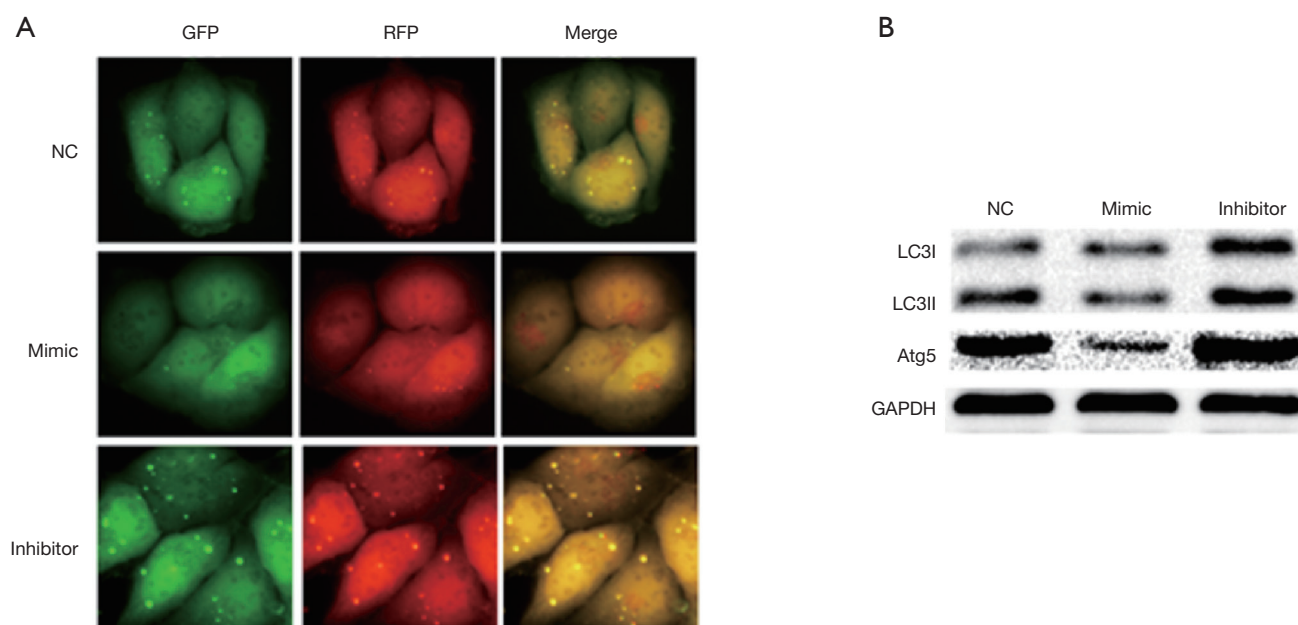 A
GFP RFP Merge
NC
Mimic
Inhibitor
B
NC Mimic Inhibitor
LC3I
LC3II
Atg5
GAPDH